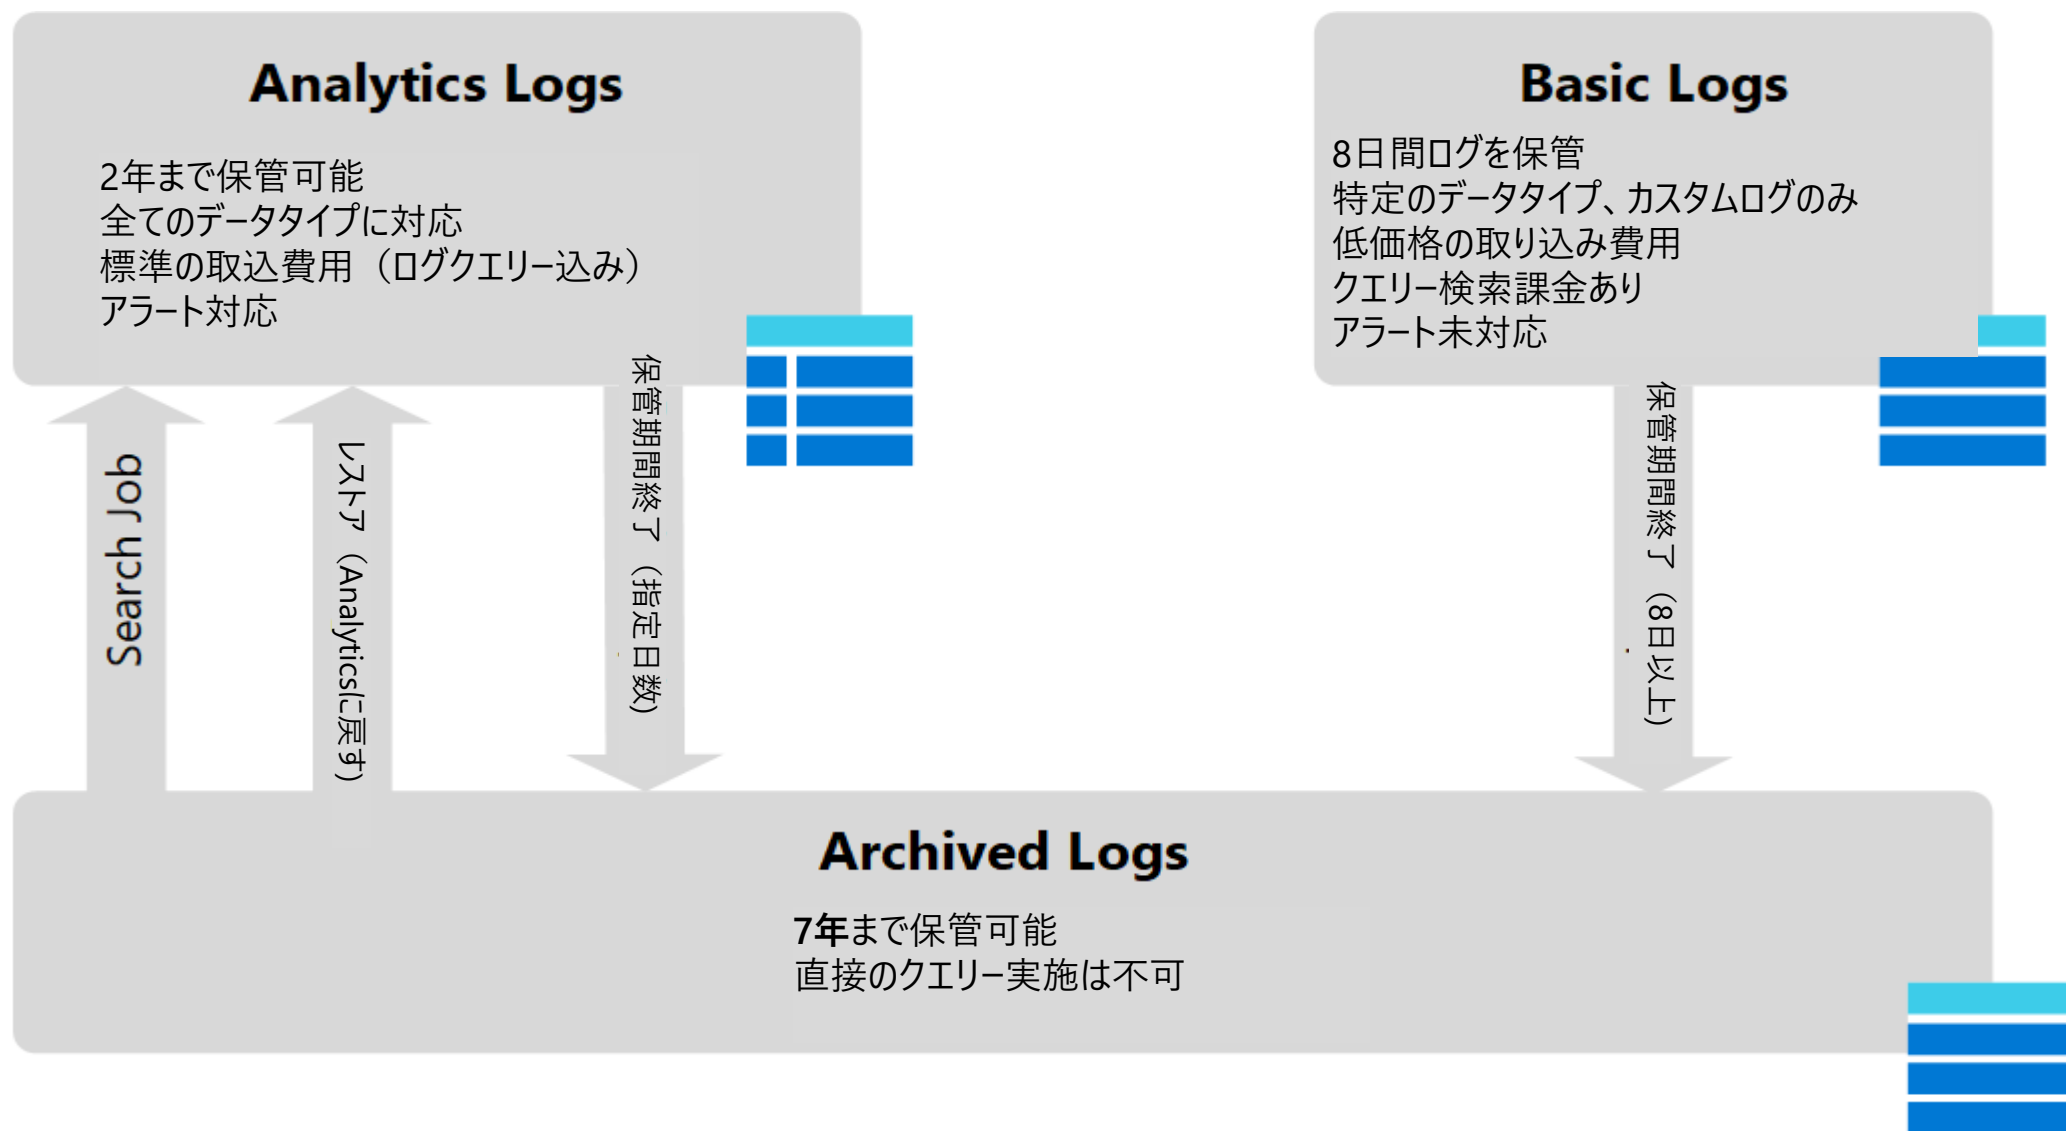 Analytics Logs
2年まで保管可能
全てのデータタイプに対応
標準の取込費用（ログクエリー込み）
アラート対応
Basic Logs
8日間ログを保管
特定のデータタイプ、カスタムログのみ
低価格の取り込み費用
クエリー検索課金あり
アラート未対応
Search Job
レストア（Analyticsに戻す)
保管期間終了（指定日数)
保管期間終了（8日以上)
Archived Logs
7年まで保管可能
直接のクエリー実施は不可